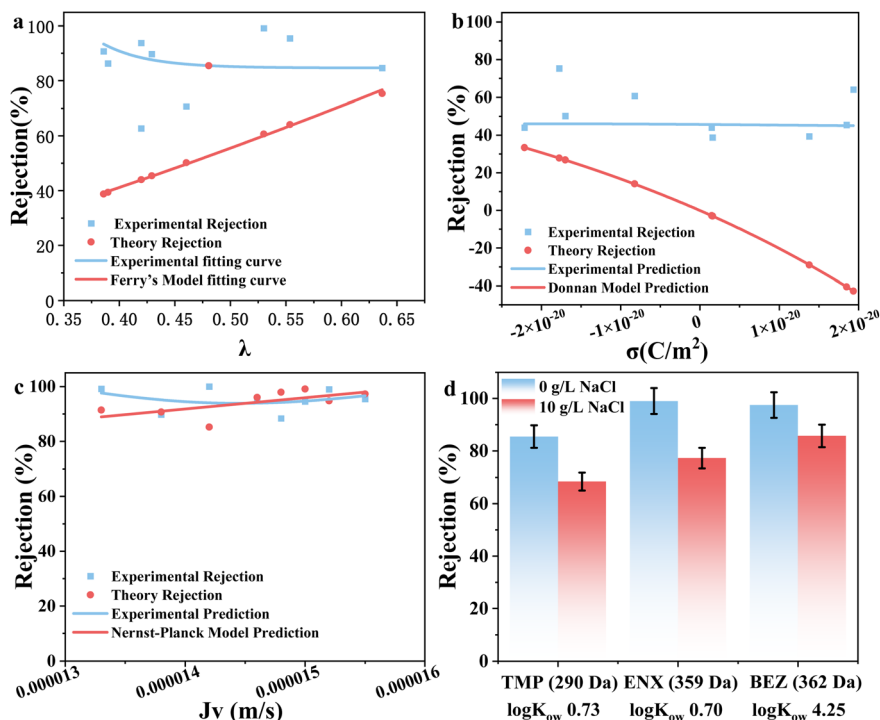 a
Rejection(%)
100
80
60
40
20
0
Experimental Rejection
Theory Rejection
Experimental fitting curve
Ferry's Model fitting curve
0.35 0.40 0.45 0.50 0.55 0.60 0.65
λ
b
Rejection (%)
100
80
60
40
20
0
-20
-40
Experimental Rejection
Theory Rejection
Experimental Prediction
Donnan Model Prediction
-2×10⁻²⁰ -1×10⁻²⁰ 0 1×10⁻²⁰ 2×10⁻²⁰
σ(C/m²)
c
Rejection (%)
100
80
60
40
20
0
Experimental Rejection
Theory Rejection
Experimental Prediction
Nernst-Planck Model Prediction
0.000013 0.000014 0.000015 0.000016
Jv (m/s)
d
Rejection (%)
100
80
60
40
20
0
0 g/L NaCl
10 g/L NaCl
TMP (290 Da) ENX (359 Da) BEZ (362 Da)
logKow 0.73 logKow 0.70 logKow 4.25